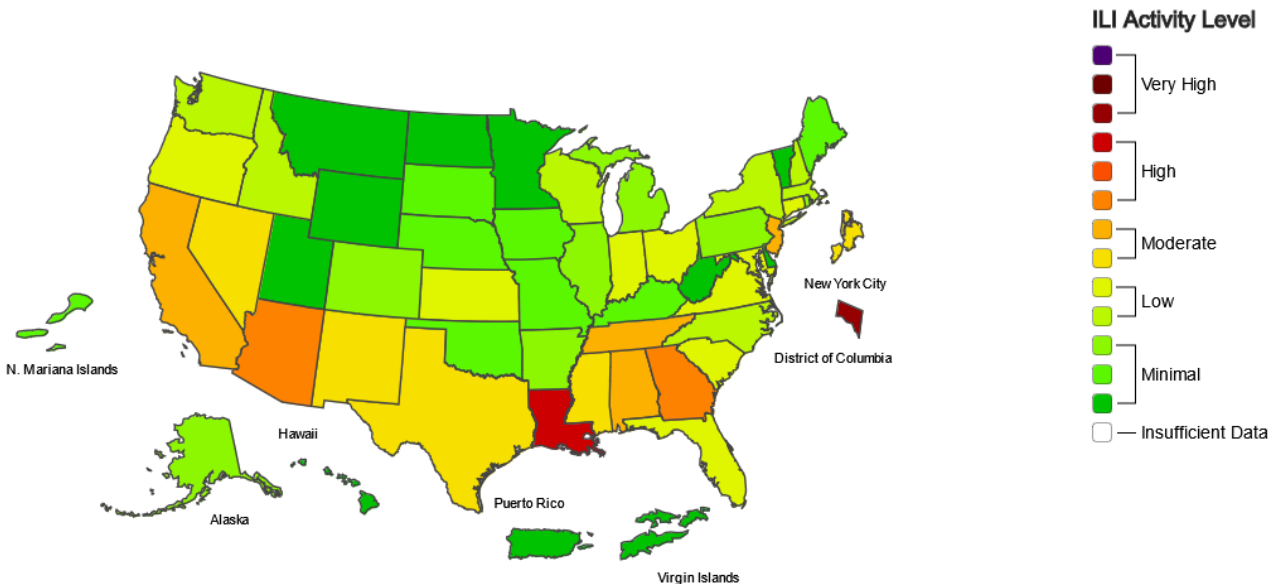 ILI Activity Level
Very High
High
Moderate
Low
Minimal
Insufficient Data
New York City
District of Columbia
N. Mariana Islands
Hawaii
Alaska
Puerto Rico
Virgin Islands